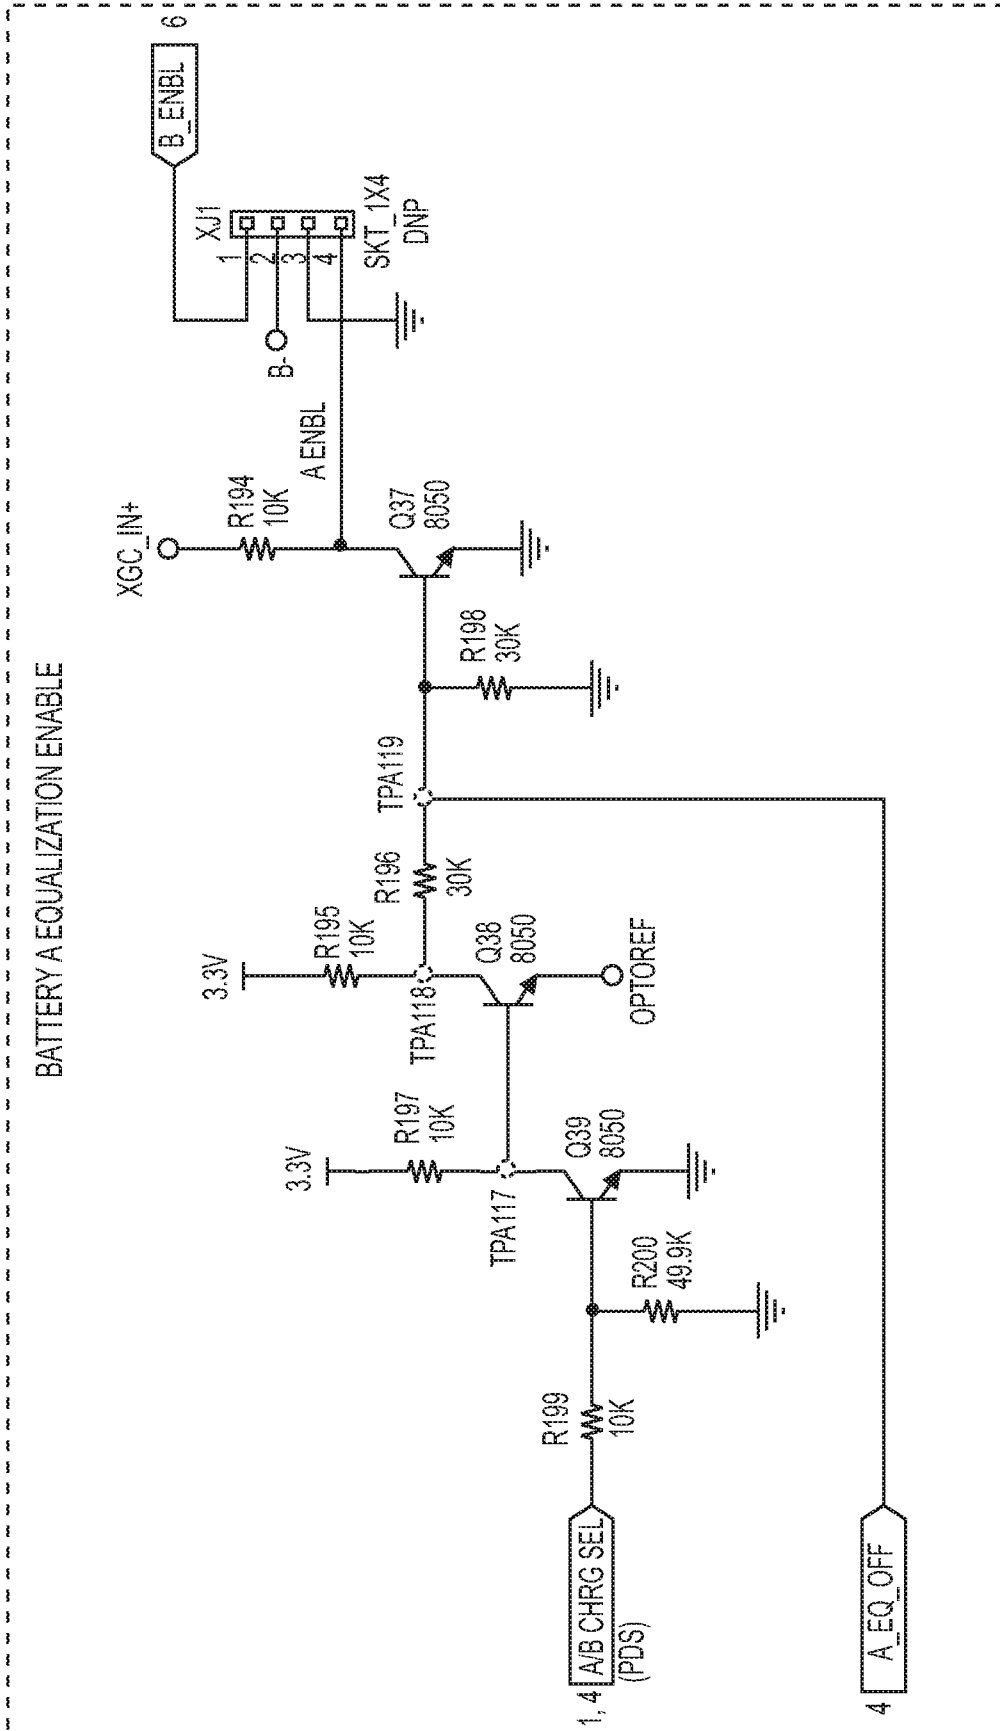 BATTERY A EQUALIZATION ENABLE
XGC_IN+
R194
10K
A ENBL
B-
XJ1
1
2
3
4
SKT_1X4
DNP
B_ENBL
6
Q37
8050
R198
30K
TPA119
R196
30K
3.3V
R195
10K
TPA118
Q38
8050
OPTOREF
3.3V
R197
10K
TPA117
Q39
8050
R200
49.9K
R199
10K
1, 4
A/B CHRG SEL
(PDS)
4
A_EQ_OFF